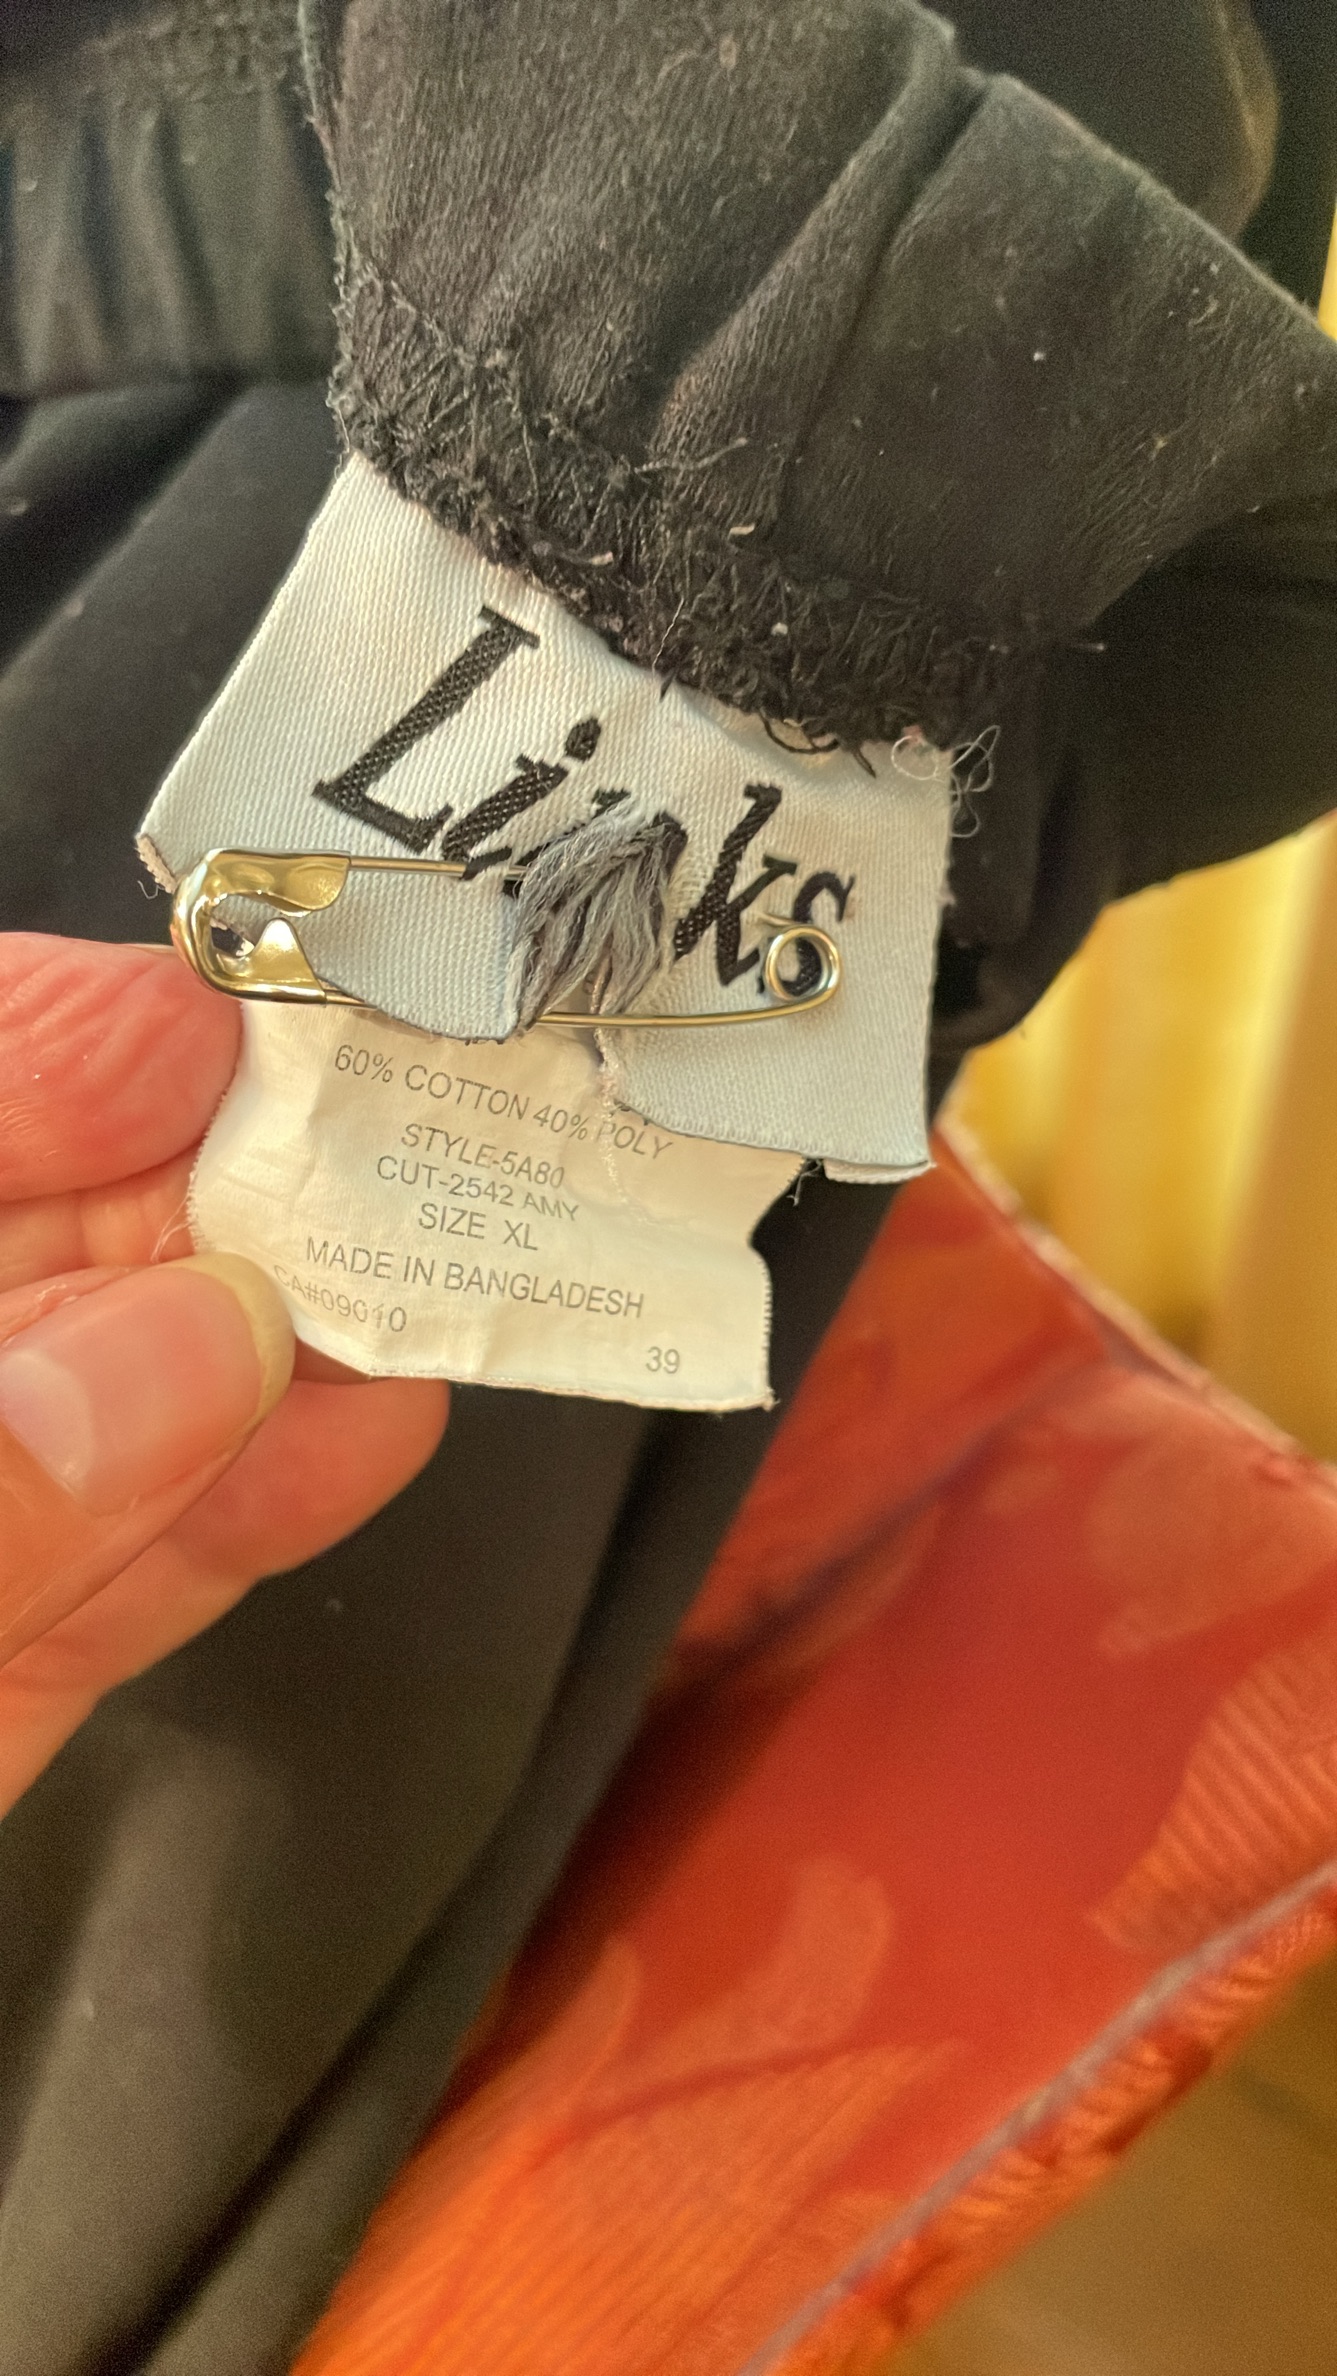 Links
60% COTTON 40% POLY
STYLE-5A80
CUT-2542 AMY
SIZE XL
MADE IN BANGLADESH
CA#09010
39